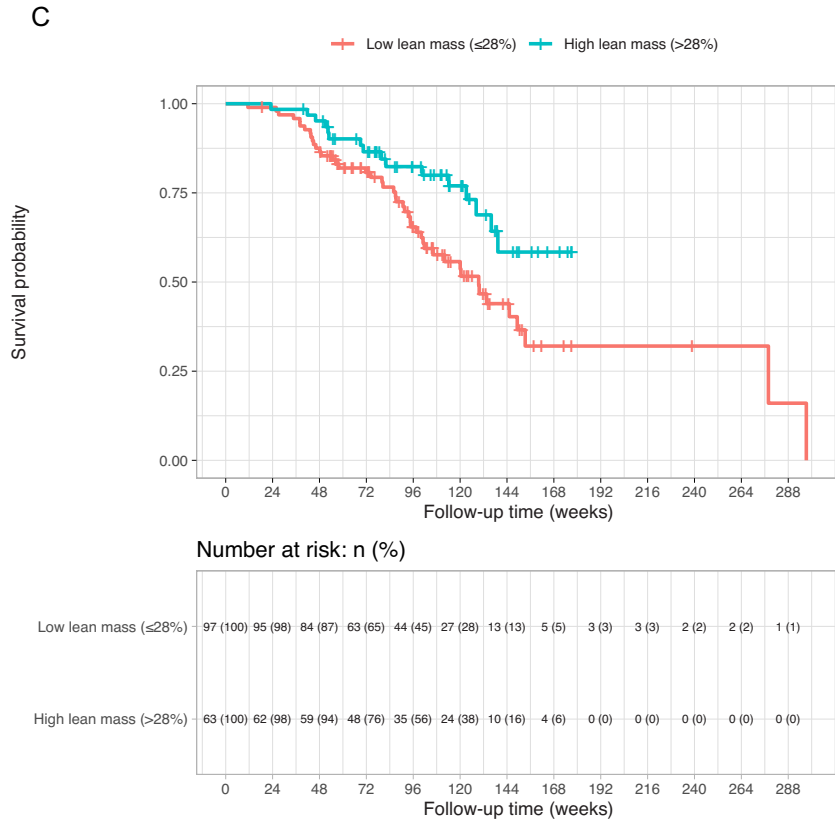 C
Low lean mass (≤28%) High lean mass (>28%)
Survival probability
1.00
0.75
0.50
0.25
0.00
0 24 48 72 96 120 144 168 192 216 240 264 288
Follow-up time (weeks)
Number at risk: n (%)
Low lean mass (≤28%) 97 (100) 95 (98) 84 (87) 63 (65) 44 (45) 27 (28) 13 (13) 5 (5) 3 (3) 3 (3) 2 (2) 2 (2) 1 (1)
High lean mass (>28%) 63 (100) 62 (98) 59 (94) 48 (76) 35 (56) 24 (38) 10 (16) 4 (6) 0 (0) 0 (0) 0 (0) 0 (0) 0 (0)
0 24 48 72 96 120 144 168 192 216 240 264 288
Follow-up time (weeks)